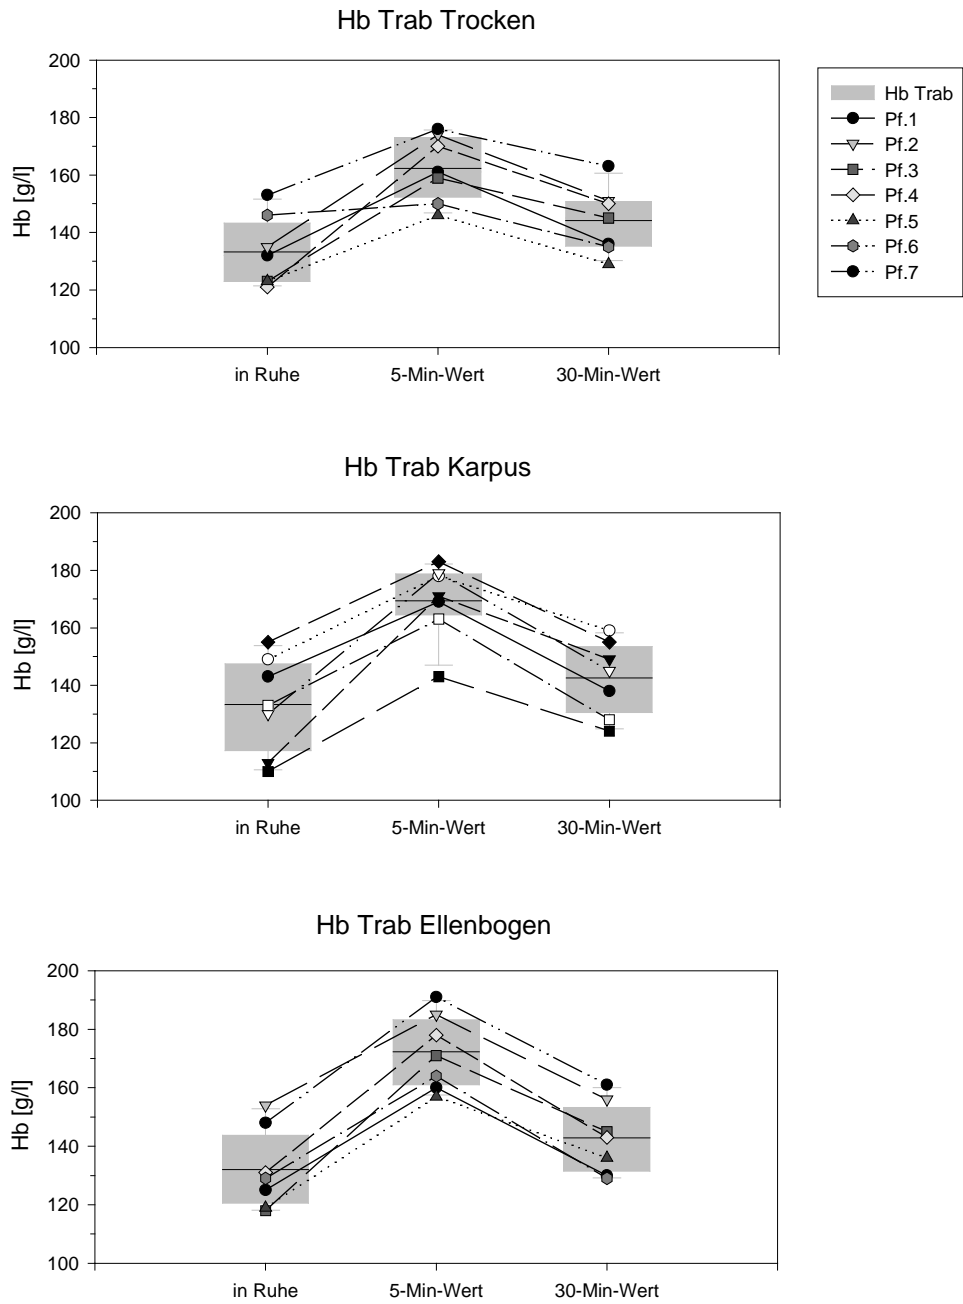 Hb Trab Trocken
200
180
160
140
120
100
Hb [g/l]
in Ruhe
5-Min-Wert
30-Min-Wert
Hb Trab
Pf.1
Pf.2
Pf.3
Pf.4
Pf.5
Pf.6
Pf.7
Hb Trab Karpus
200
180
160
140
120
100
Hb [g/l]
in Ruhe
5-Min-Wert
30-Min-Wert
Hb Trab Ellenbogen
200
180
160
140
120
100
Hb [g/l]
in Ruhe
5-Min-Wert
30-Min-Wert